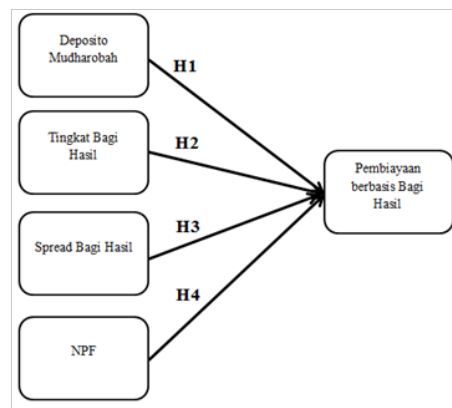 Deposito
Mudharobah
H1
Tingkat Bagi
Hasil
H2
Pembiayaan
berbasis Bagi
Hasil
Spread Bagi Hasil
H3
H4
NPF